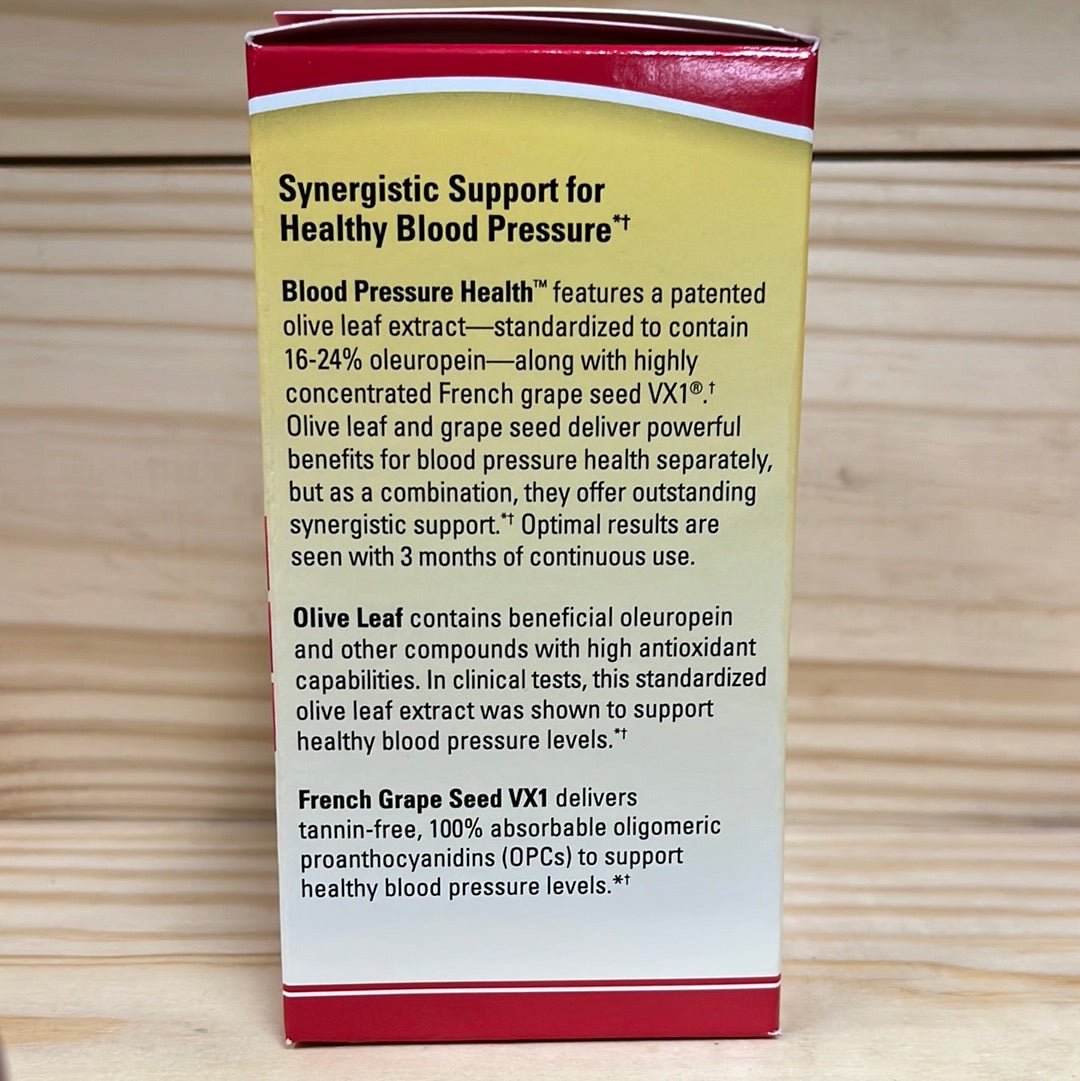 Synergistic Support for
Healthy Blood Pressure*†
Blood Pressure Health™ features a patented
olive leaf extract—standardized to contain
16-24% oleuropein—along with highly
concentrated French grape seed VX1®.†
Olive leaf and grape seed deliver powerful
benefits for blood pressure health separately,
but as a combination, they offer outstanding
synergistic support.*† Optimal results are
seen with 3 months of continuous use.
Olive Leaf contains beneficial oleuropein
and other compounds with high antioxidant
capabilities. In clinical tests, this standardized
olive leaf extract was shown to support
healthy blood pressure levels.*†
French Grape Seed VX1 delivers
tannin-free, 100% absorbable oligomeric
proanthocyanidins (OPCs) to support
healthy blood pressure levels.*†